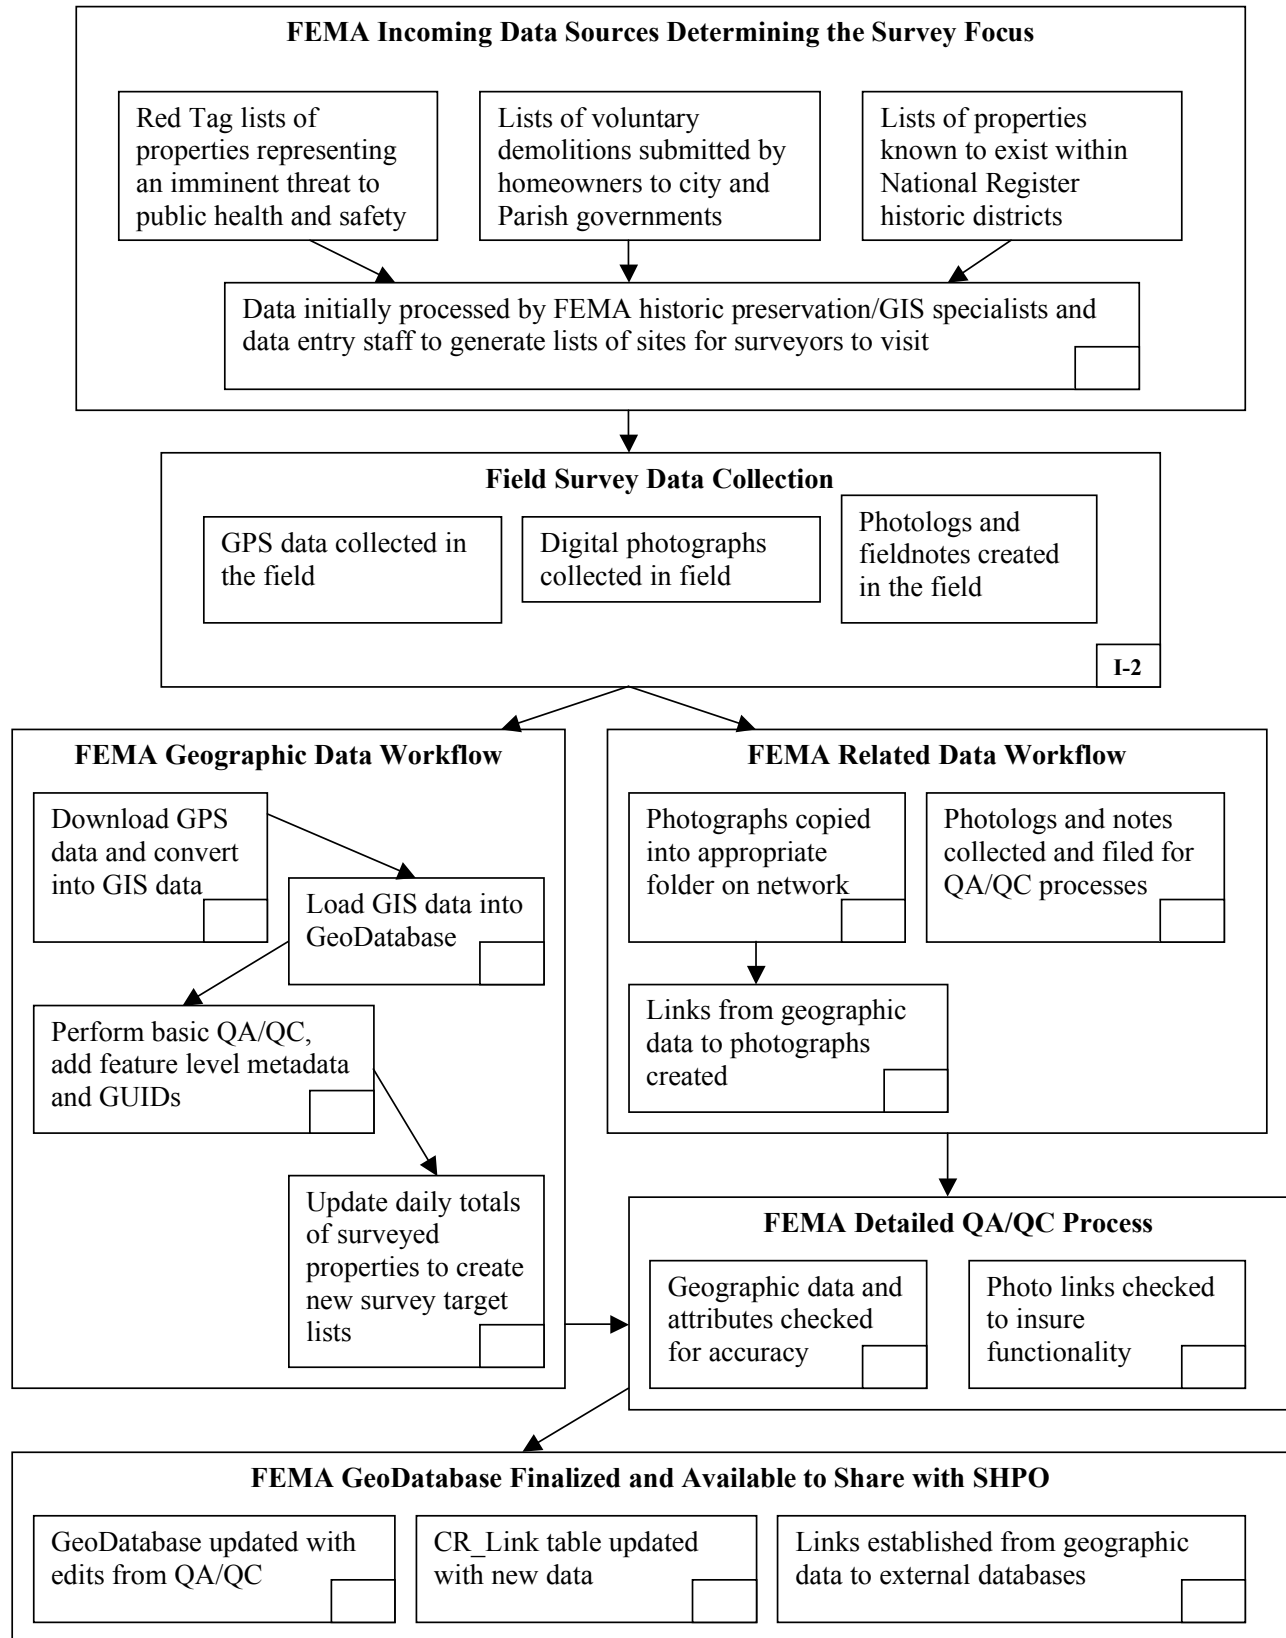 FEMA Incoming Data Sources Determining the Survey Focus
Red Tag lists of
properties representing
an imminent threat to
public health and safety
Lists of voluntary
demolitions submitted by
homeowners to city and
Parish governments
Lists of properties
known to exist within
National Register
historic districts
Data initially processed by FEMA historic preservation/GIS specialists and
data entry staff to generate lists of sites for surveyors to visit
Field Survey Data Collection
GPS data collected in
the field
Digital photographs
collected in field
Photologs and
fieldnotes created
in the field
I-2
FEMA Geographic Data Workflow
Download GPS
data and convert
into GIS data
Load GIS data into
GeoDatabase
Perform basic QA/QC,
add feature level metadata
and GUIDs
Update daily totals
of surveyed
properties to create
new survey target
lists
FEMA Related Data Workflow
Photographs copied
into appropriate
folder on network
Photologs and notes
collected and filed for
QA/QC processes
Links from geographic
data to photographs
created
FEMA Detailed QA/QC Process
Geographic data and
attributes checked
for accuracy
Photo links checked
to insure
functionality
FEMA GeoDatabase Finalized and Available to Share with SHPO
GeoDatabase updated with
edits from QA/QC
CR_Link table updated
with new data
Links established from geographic
data to external databases